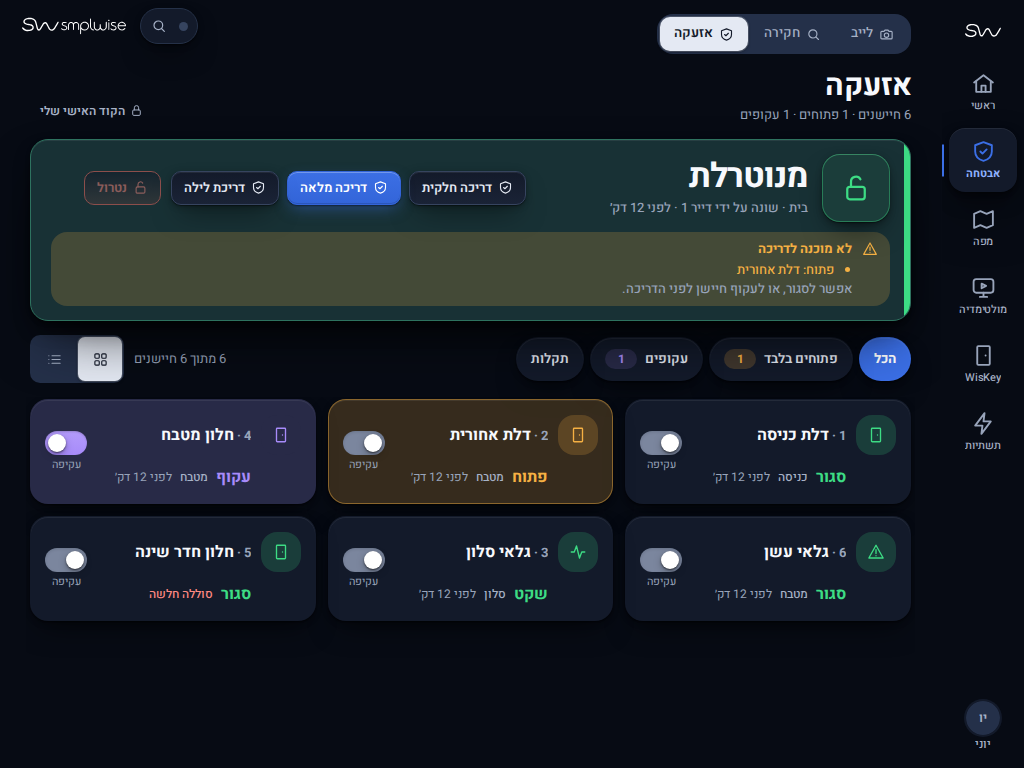 smplwise
לייב
חקירה
אזעקה
ראשי
אבטחה
מפה
מולטימדיה
WisKey
תשתיות
יו
יוני
אזעקה
6 חיישנים · 1 פתוחים · 1 עקופים
הקוד האישי שלי
מנוטרלת
בית · שונה על ידי דייר 1 · לפני 12 דק׳
דריכה חלקית
דריכה מלאה
דריכת לילה
נטרול
לא מוכנה לדריכה
• פתוח: דלת אחורית
אפשר לסגור, או לעקוף חיישן לפני הדריכה.
הכל
פתוחים בלבד 1
עקופים 1
תקלות
6 מתוך 6 חיישנים
1 · דלת כניסה
עקיפה
סגור כניסה לפני 12 דק׳
2 · דלת אחורית
עקיפה
פתוח מטבח לפני 12 דק׳
4 · חלון מטבח
עקיפה
עקוף מטבח לפני 12 דק׳
6 · גלאי עשן
עקיפה
סגור מטבח לפני 12 דק׳
3 · גלאי סלון
עקיפה
שקט סלון לפני 12 דק׳
5 · חלון חדר שינה
עקיפה
סגור סוללה חלשה